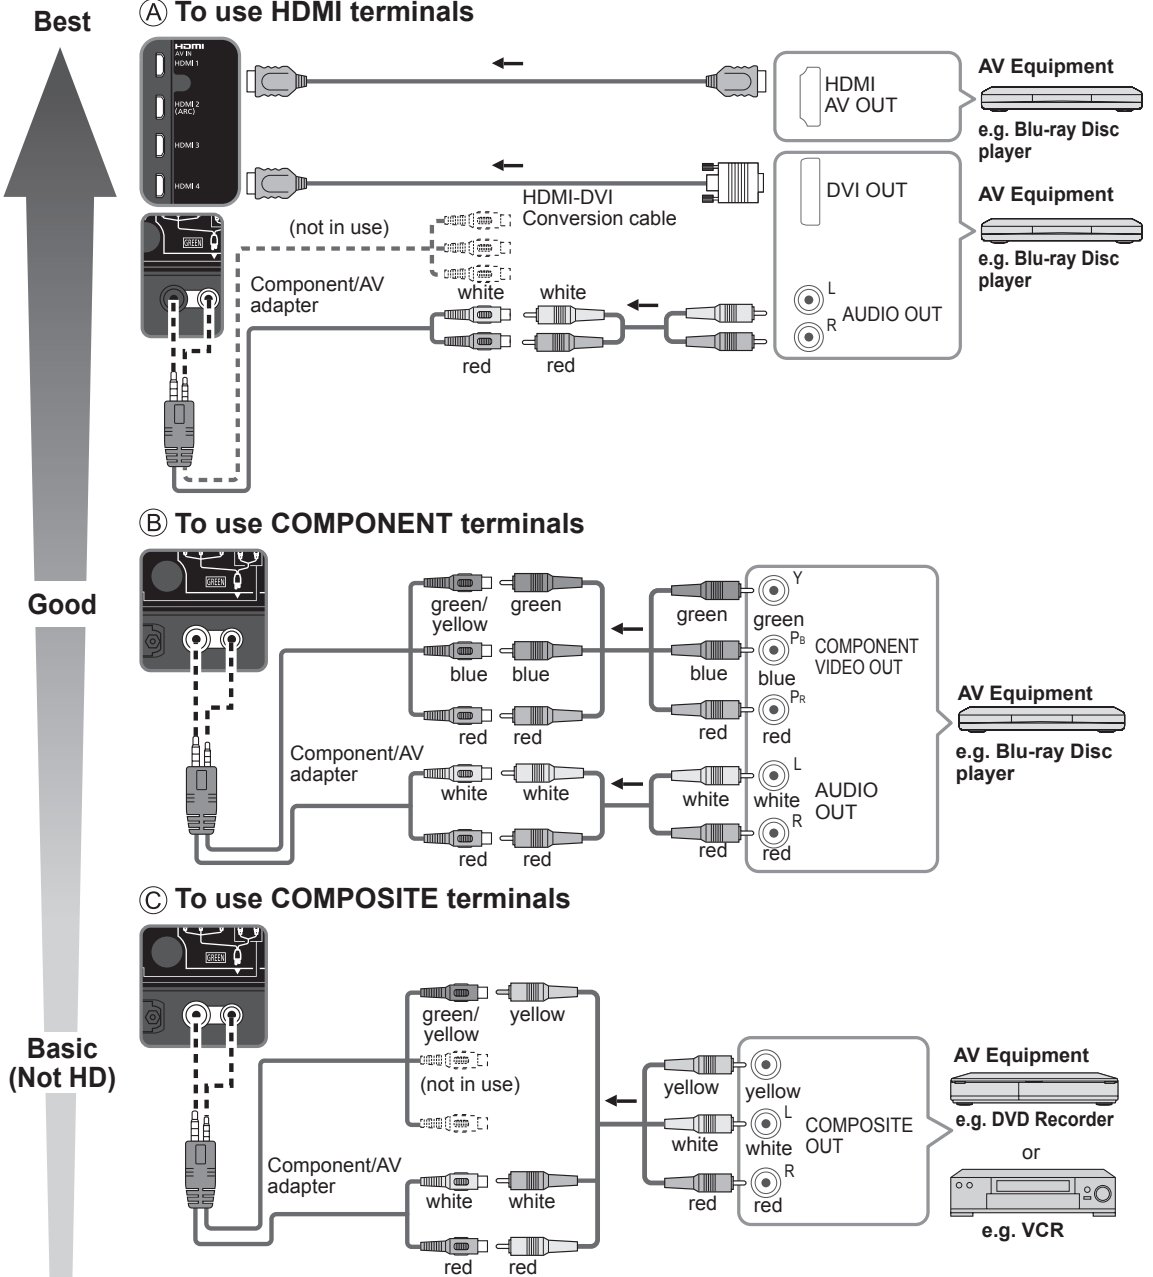 Best
Ⓐ To use HDMI terminals
HDMI
AV IN
HDMI 1
HDMI 2
(ARC)
HDMI 3
HDMI 4
HDMI
AV OUT
AV Equipment
e.g. Blu-ray Disc
player
HDMI-DVI
Conversion cable
DVI OUT
AV Equipment
e.g. Blu-ray Disc
player
GREEN
(not in use)
Component/AV
adapter
white
white
red
red
L
R
AUDIO OUT
Ⓑ To use COMPONENT terminals
Good
GREEN
green/
yellow
green
green
Y
green
blue
blue
blue
PB
blue
COMPONENT
VIDEO OUT
red
red
red
PR
red
Component/AV
adapter
white
white
white
L
white
AUDIO
OUT
red
red
red
R
red
AV Equipment
e.g. Blu-ray Disc
player
Ⓒ To use COMPOSITE terminals
Basic
(Not HD)
GREEN
green/
yellow
yellow
(not in use)
yellow
yellow
white
L
white
COMPOSITE
OUT
red
R
red
Component/AV
adapter
white
white
red
red
AV Equipment
e.g. DVD Recorder
or
e.g. VCR